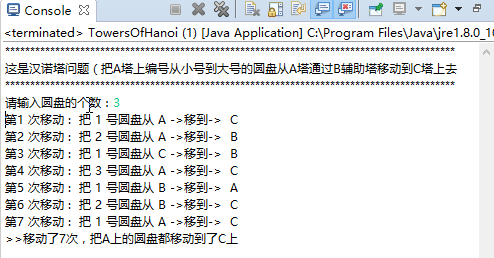 Console
<terminated> TowersOfHanoi (1) [Java Application] C:\Program Files\Java\jre1.8.0_10
********************************************************************************
这是汉诺塔问题（把A塔上编号从小号到大号的圆盘从A塔通过B辅助塔移动到C塔上去
********************************************************************************
请输入圆盘的个数：3
第1 次移动： 把 1 号圆盘从 A ->移到-> C
第2 次移动： 把 2 号圆盘从 A ->移到-> B
第3 次移动： 把 1 号圆盘从 C ->移到-> B
第4 次移动： 把 3 号圆盘从 A ->移到-> C
第5 次移动： 把 1 号圆盘从 B ->移到-> A
第6 次移动： 把 2 号圆盘从 B ->移到-> C
第7 次移动： 把 1 号圆盘从 A ->移到-> C
>>移动了7次，把A上的圆盘都移动到了C上